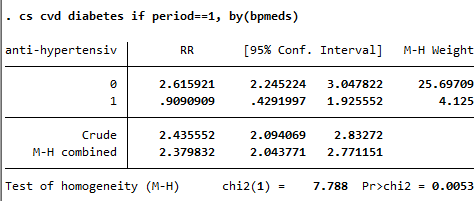 . cs cvd diabetes if period==1, by(bpmeds)
anti-hypertensiv RR [95% Conf. Interval] M-H Weight
0 2.615921 2.245224 3.047822 25.69709
1 .9090909 .4291997 1.925552 4.125
Crude 2.435552 2.094069 2.83272
M-H combined 2.379832 2.043771 2.771151
Test of homogeneity (M-H) chi2(1) = 7.788 Pr>chi2 = 0.0053